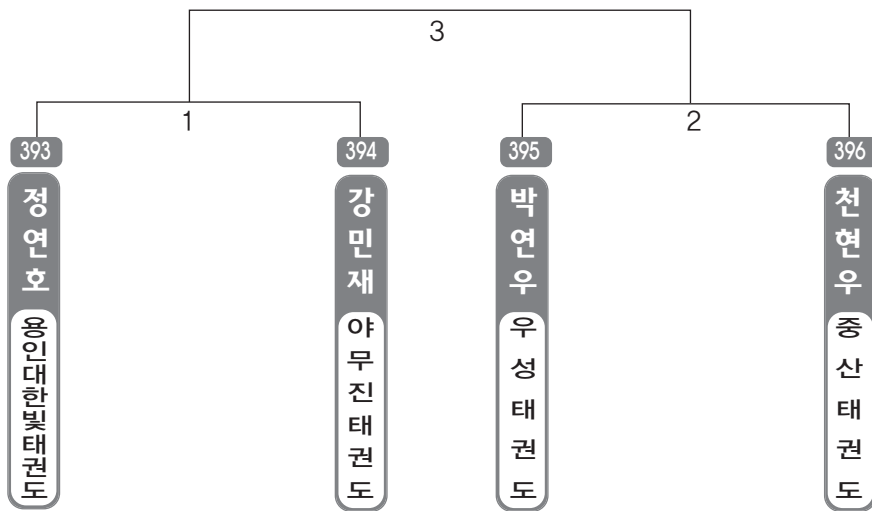 3
1
2
393
394
395
396
정연호
강민재
박연우
천현우
용인대한빛태권도
야무진태권도
우성태권도
중산태권도